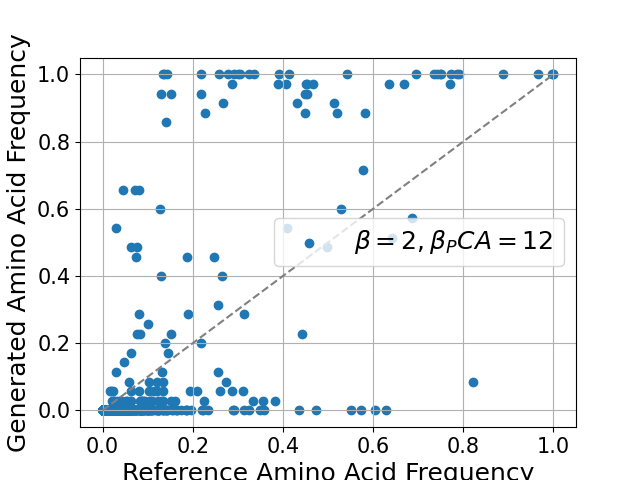 Generated Amino Acid Frequency
1.0
0.8
0.6
0.4
0.2
0.0
β = 2, β_PCA = 12
0.0 0.2 0.4 0.6 0.8 1.0
Reference Amino Acid Frequency